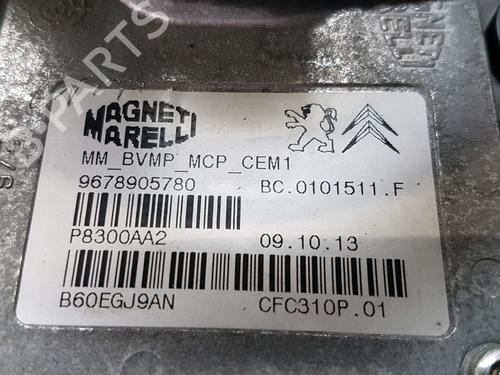 MAGNETI
MARELLI
MM_BVMP_MCP_CEM1
9678905780 BC.0101511.F
P8300AA2 09.10.13
B60EGJ9AN CFC310P.01